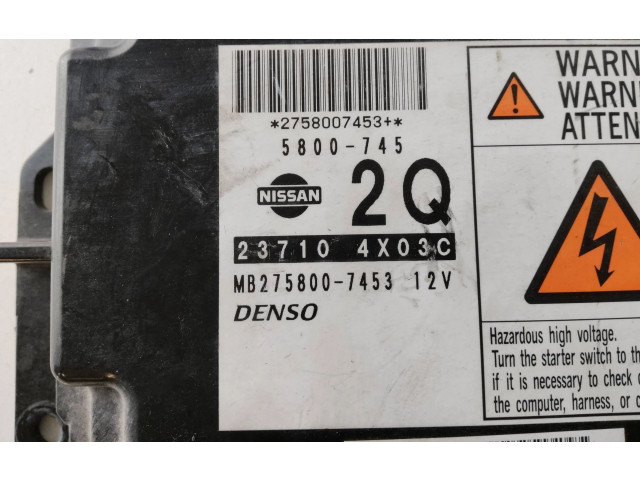 *2758007453+*
5800-745
NISSAN 2Q
23710 4X03C
MB275800-7453 12V
DENSO
WARN
WARN
ATTEN
Hazardous high voltage.
Turn the starter switch to th
if it is necessary to check
the computer, harness, or